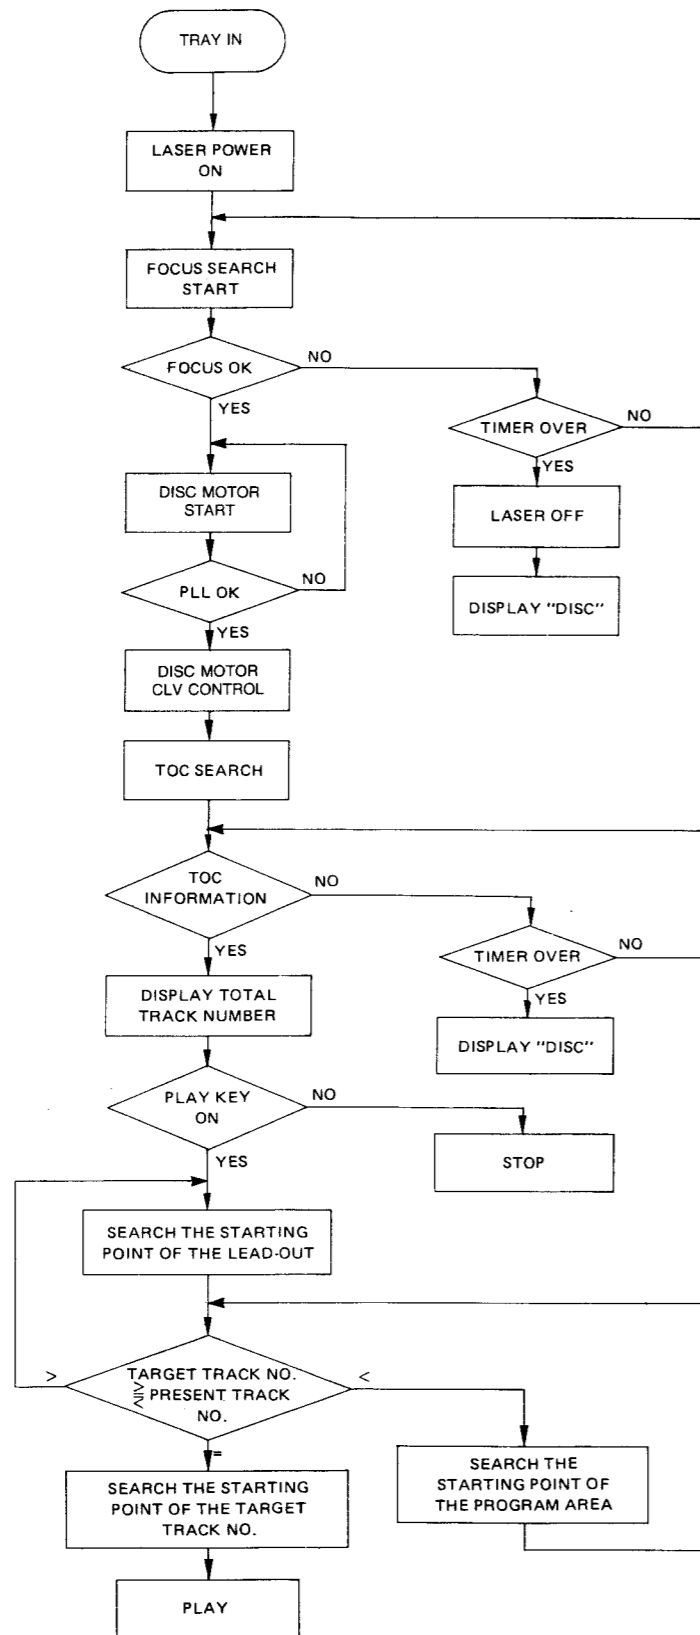 TRAY IN
LASER POWER
ON
FOCUS SEARCH
START
FOCUS OK
NO
YES
TIMER OVER
NO
YES
DISC MOTOR
START
LASER OFF
PLL OK
NO
YES
DISPLAY "DISC"
DISC MOTOR
CLV CONTROL
TOC SEARCH
TOC
INFORMATION
NO
YES
TIMER OVER
NO
YES
DISPLAY TOTAL
TRACK NUMBER
DISPLAY "DISC"
PLAY KEY
ON
NO
YES
STOP
SEARCH THE STARTING
POINT OF THE LEAD-OUT
>
TARGET TRACK NO.
⋛ PRESENT TRACK
NO.
<
=
SEARCH THE STARTING
POINT OF THE TARGET
TRACK NO.
SEARCH THE
STARTING POINT OF
THE PROGRAM AREA
PLAY